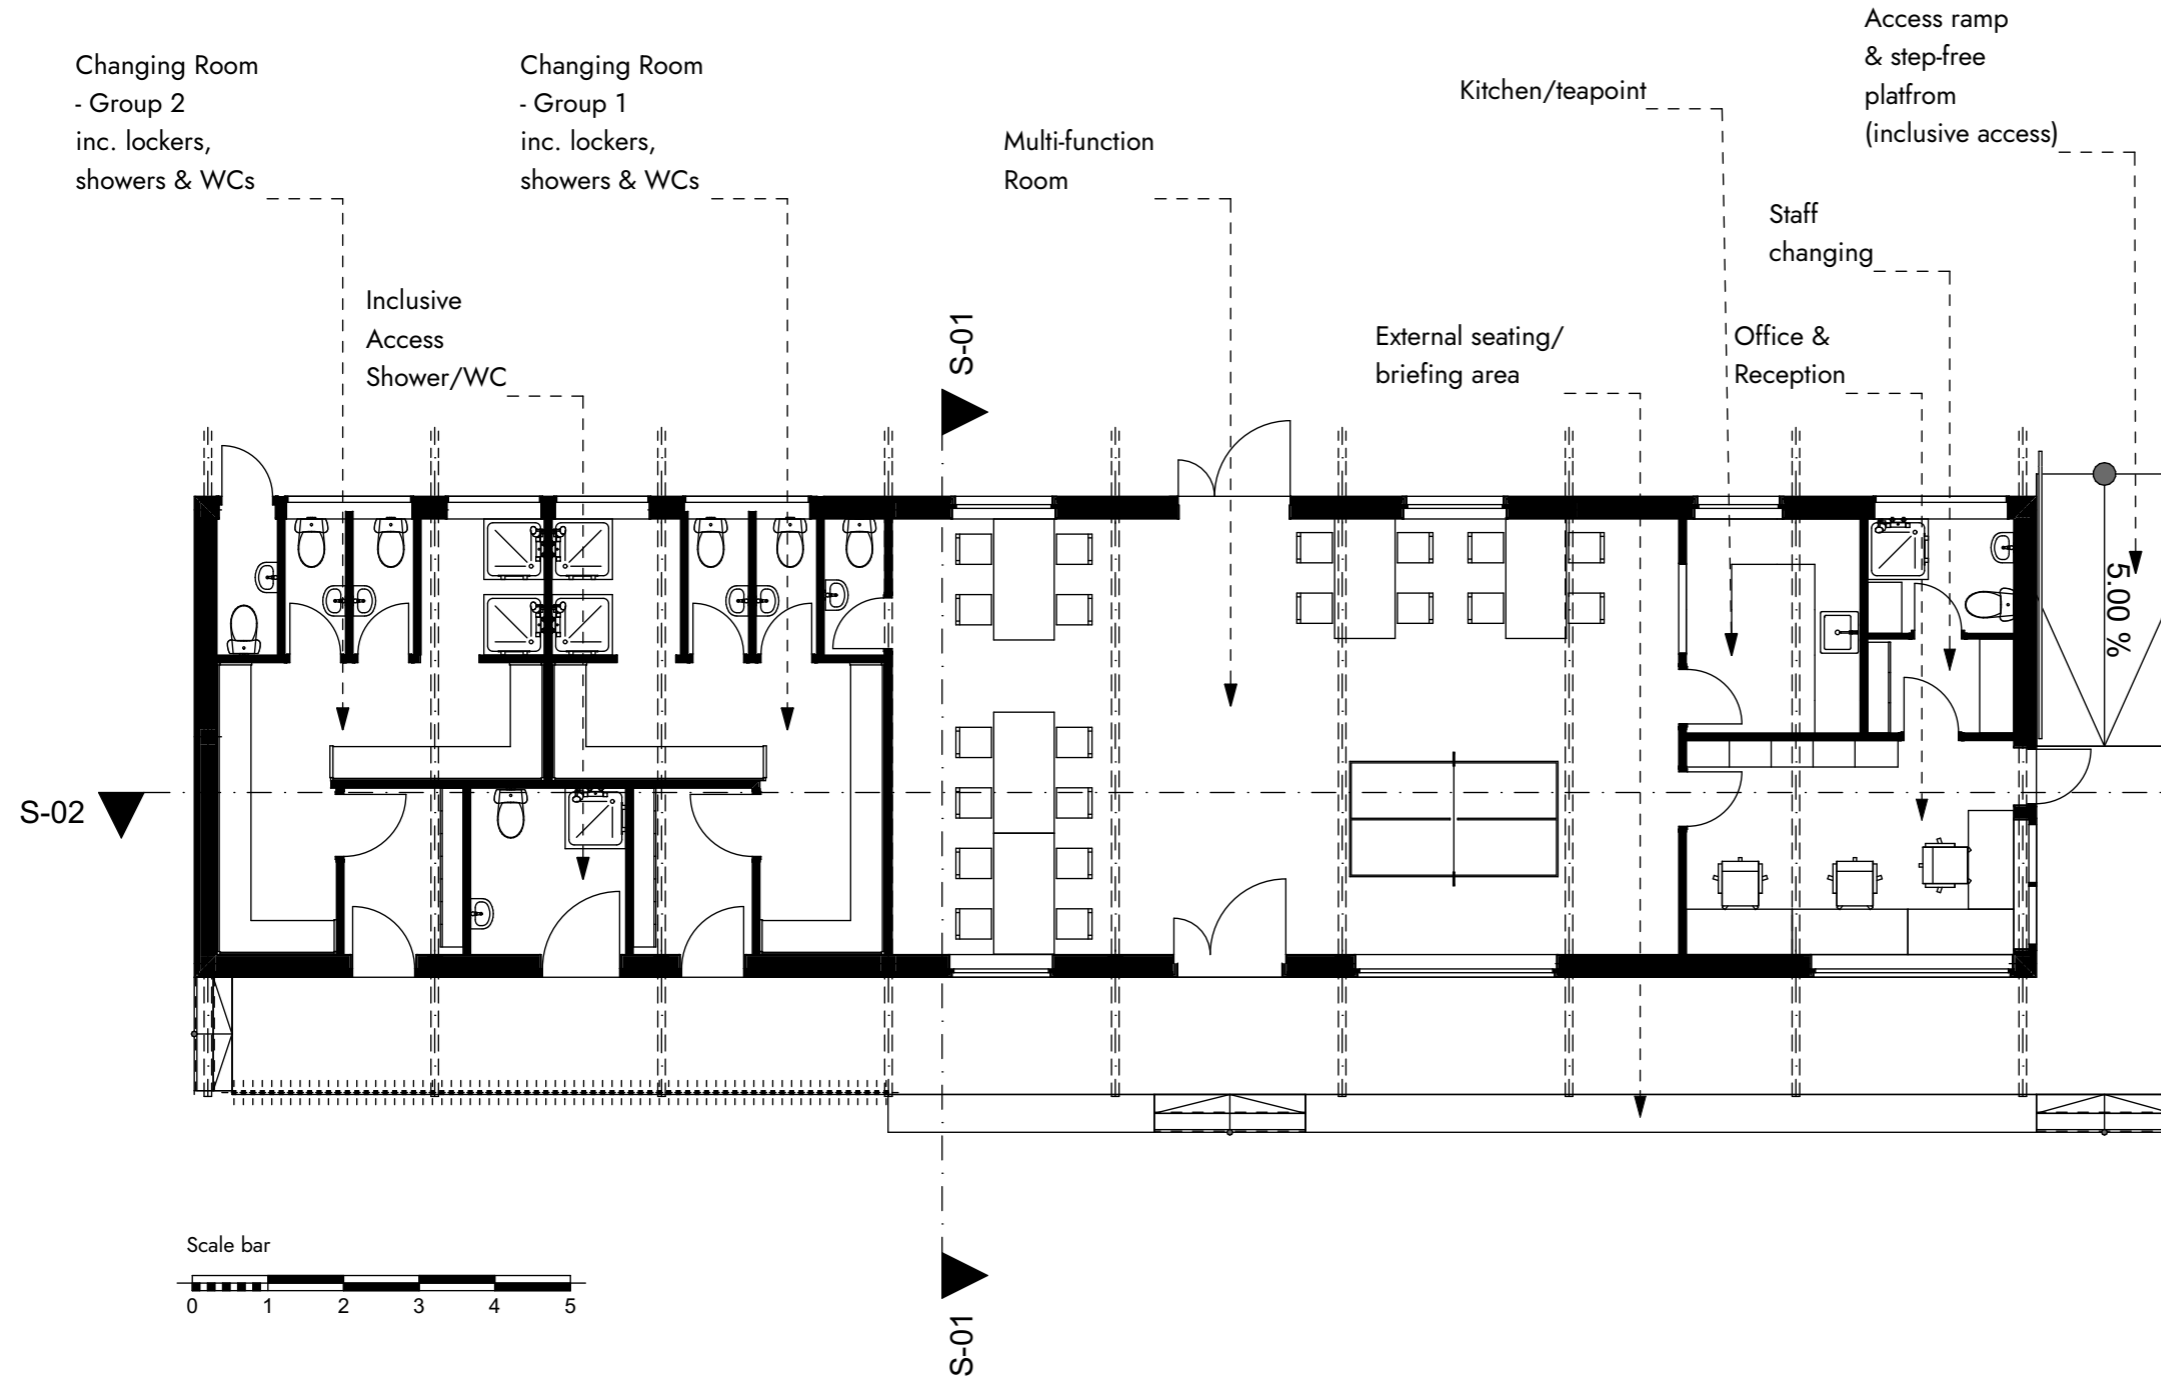 Access ramp
& step-free
platfrom
(inclusive access)
Changing Room
- Group 2
inc. lockers,
showers & WCs
Changing Room
- Group 1
inc. lockers,
showers & WCs
Kitchen/teapoint
Multi-function
Room
Staff
changing
Inclusive
Access
Shower/WC
S-01
External seating/
briefing area
Office &
Reception
5.00 %
S-02
Scale bar
0 1 2 3 4 5
S-01